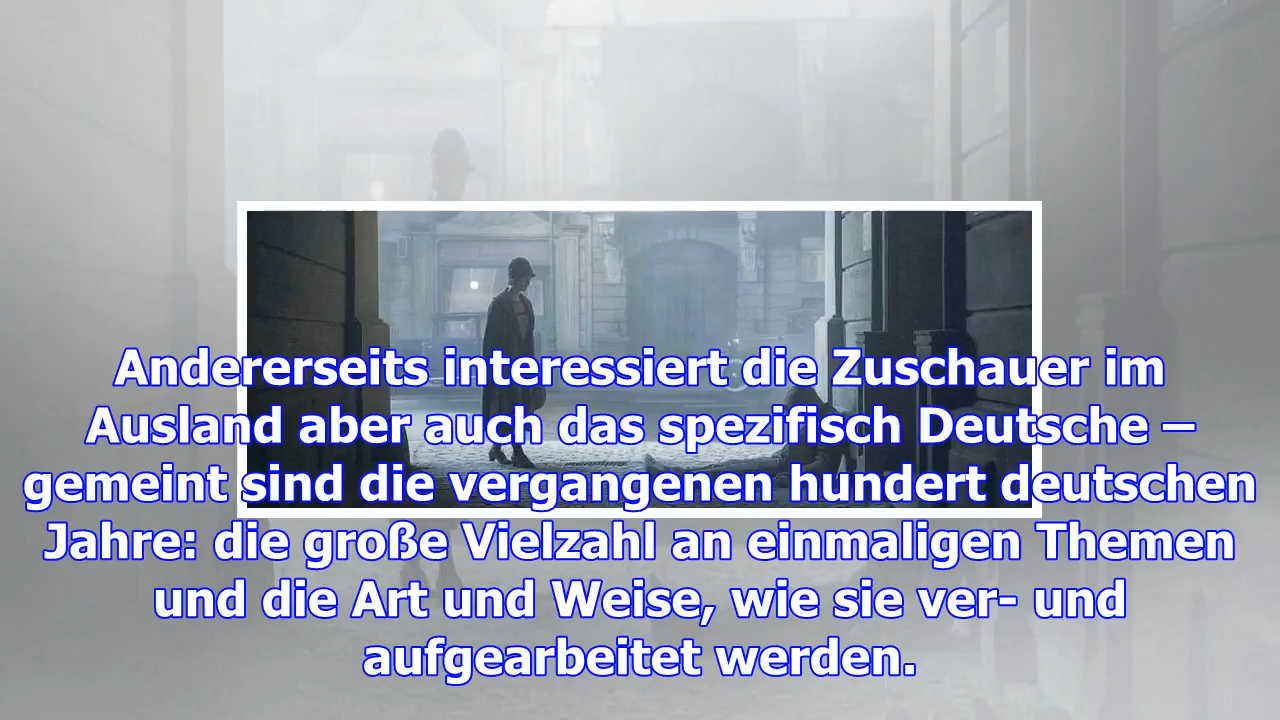 Andererseits interessiert die Zuschauer im
Ausland aber auch das spezifisch Deutsche –
gemeint sind die vergangenen hundert deutschen
Jahre: die große Vielzahl an einmaligen Themen
und die Art und Weise, wie sie ver- und
aufgearbeitet werden.